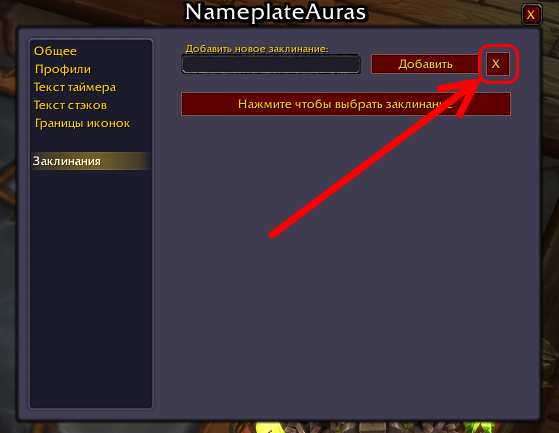 NameplateAuras
X
Общее
Профили
Текст таймера
Текст стэков
Границы иконок
Заклинания
Добавить новое заклинание:
Добавить
X
Нажмите чтобы выбрать заклинание